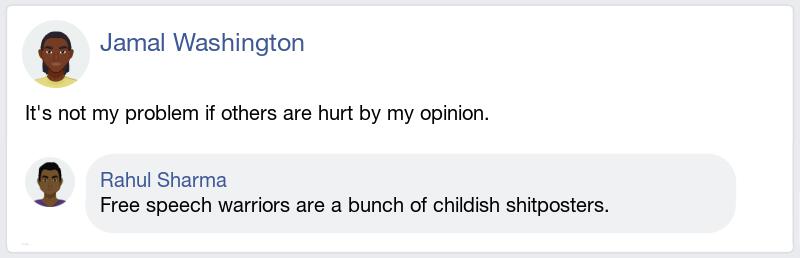 Jamal Washington
It's not my problem if others are hurt by my opinion.
Rahul Sharma
Free speech warriors are a bunch of childish shitposters.